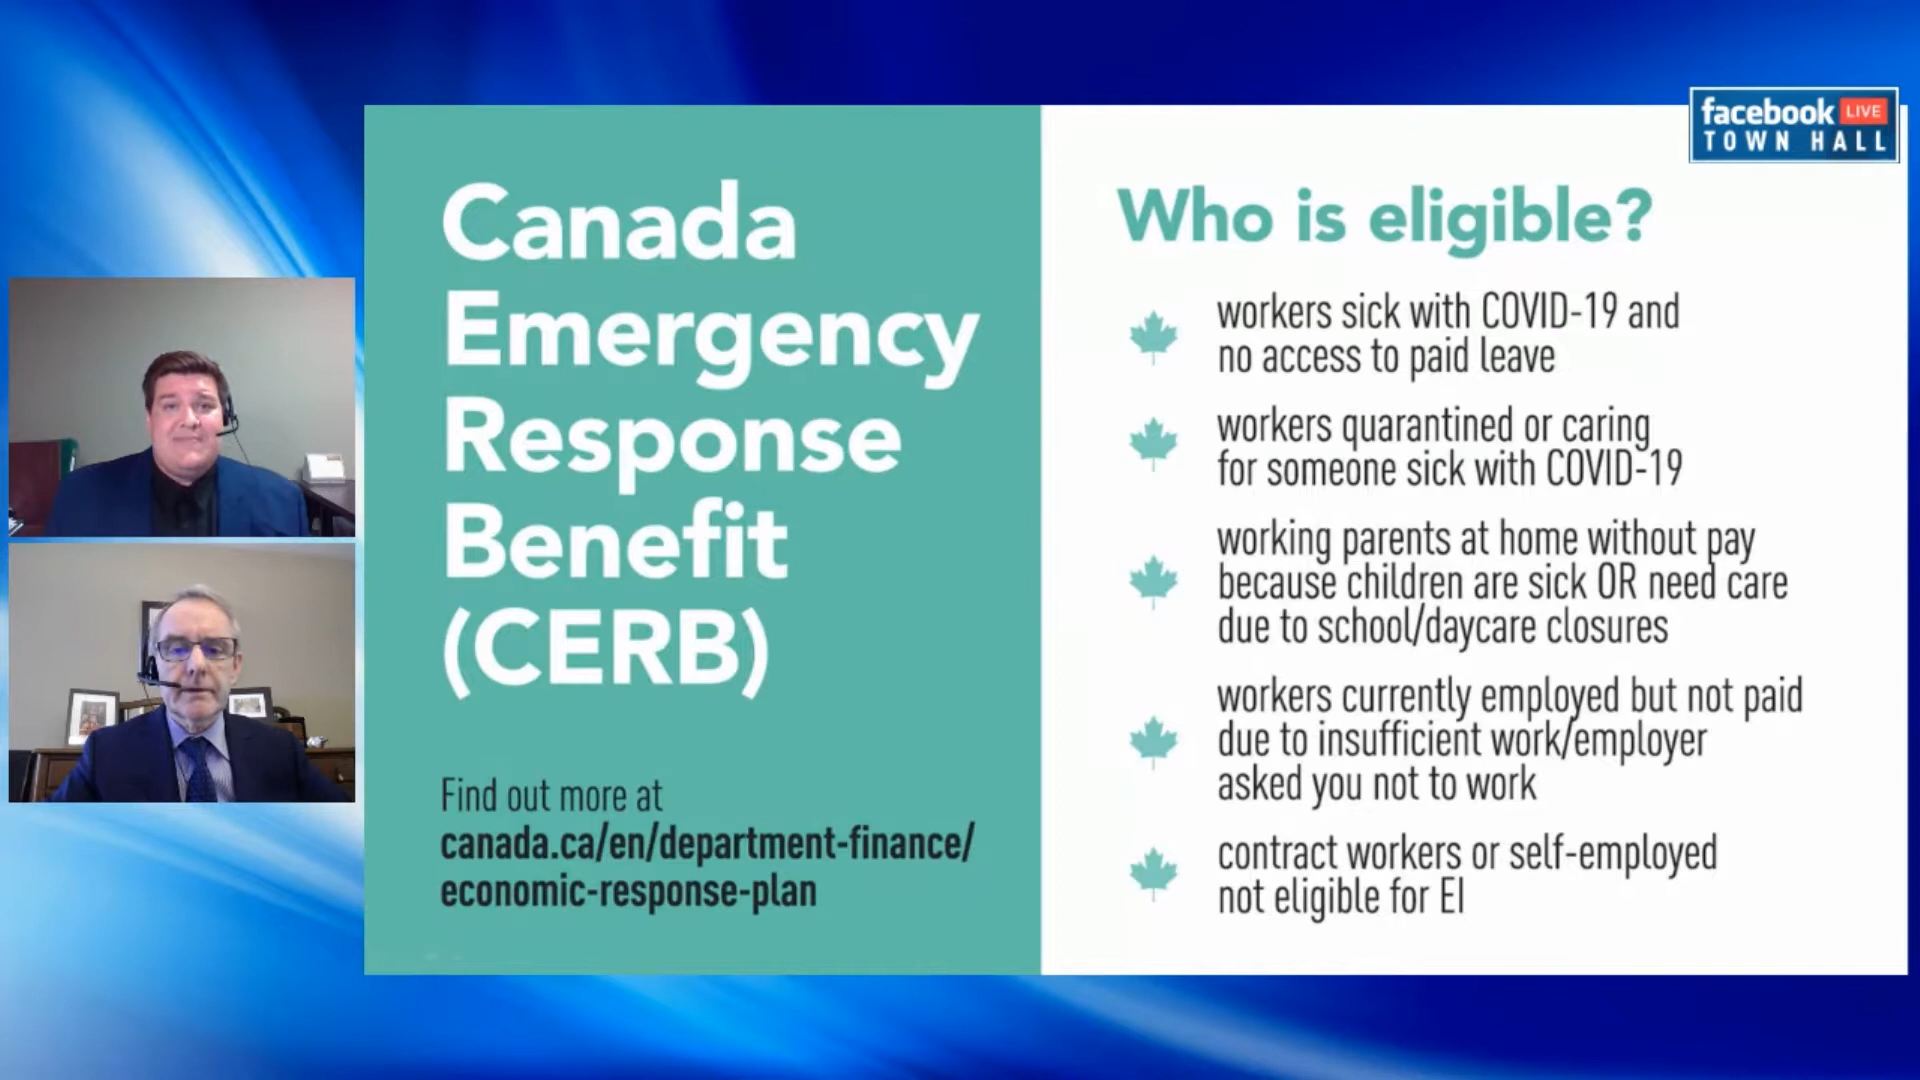 facebook LIVE
TOWN HALL
Canada
Emergency
Response
Benefit
(CERB)
Find out more at
canada.ca/en/department-finance/
economic-response-plan
Who is eligible?
workers sick with COVID-19 and
no access to paid leave
workers quarantined or caring
for someone sick with COVID-19
working parents at home without pay
because children are sick OR need care
due to school/daycare closures
workers currently employed but not paid
due to insufficient work/employer
asked you not to work
contract workers or self-employed
not eligible for EI